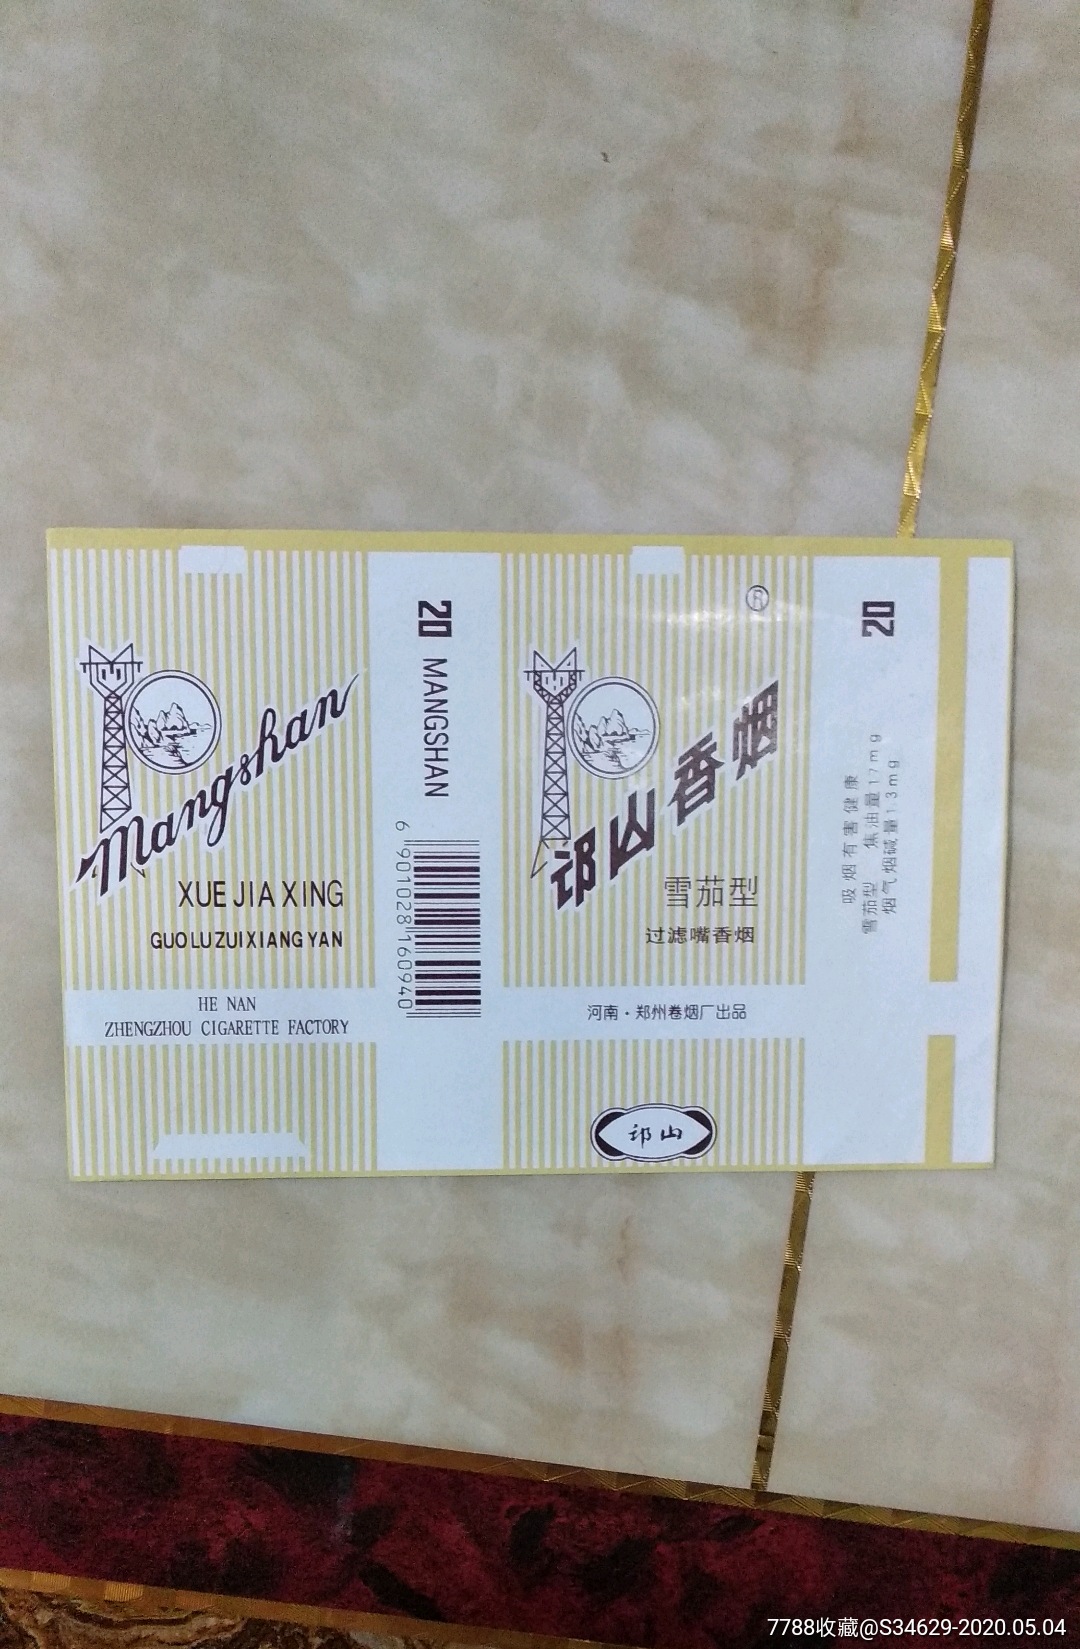 Mangshan
XUE JIA XING
GUO LU ZUI XIANG YAN
HE NAN
ZHENGZHOU CIGARETTE FACTORY
20 MANGSHAN
6 901028 160940
®
邙山香烟
雪茄型
过滤嘴香烟
河南·郑州卷烟厂出品
邙山
20
吸烟有害健康
雪茄型 焦油量17mg
烟气烟碱量1.3mg
7788收藏@S34629-2020.05.04